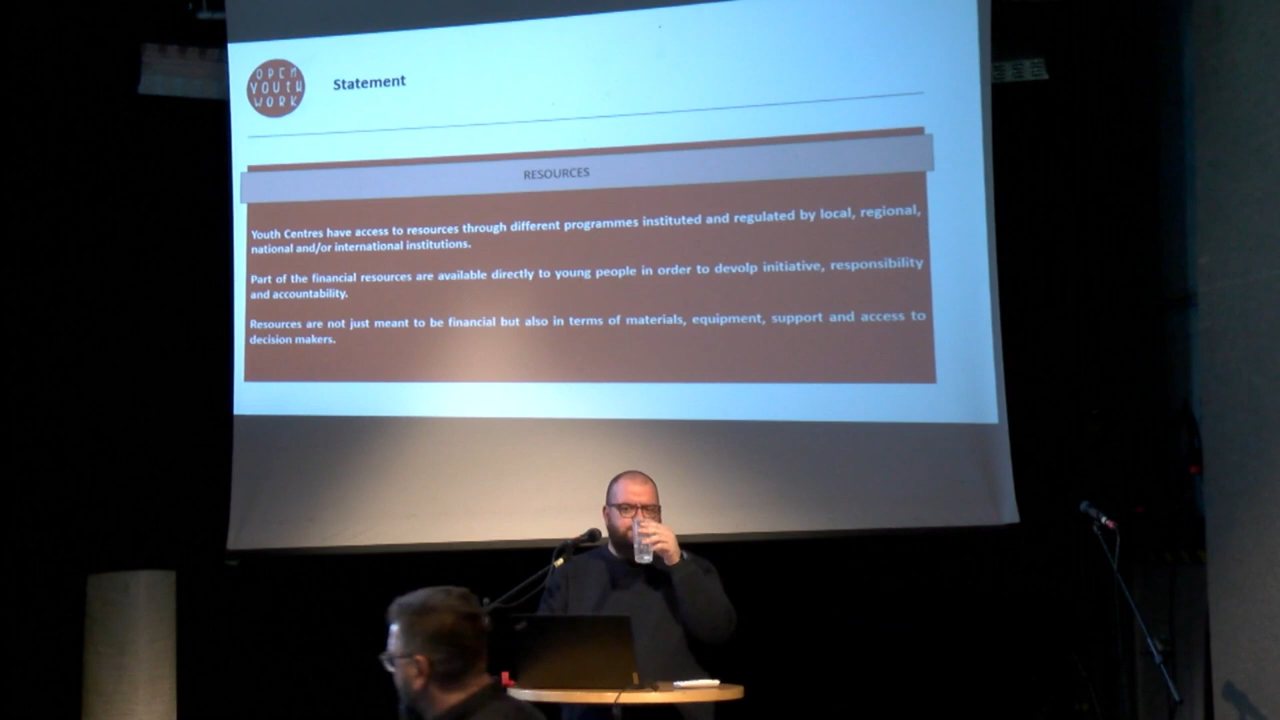 OPEN
YOUTH
WORK
Statement
RESOURCES
Youth Centres have access to resources through different programmes instituted and regulated by local, regional,
national and/or international institutions.
Part of the financial resources are available directly to young people in order to devolp initiative, responsibility
and accountability.
Resources are not just meant to be financial but also in terms of materials, equipment, support and access to
decision makers.